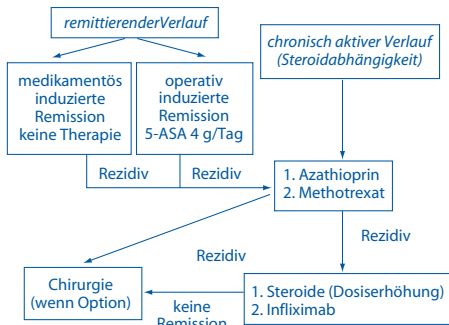 remittierenderVerlauf
chronisch aktiver Verlauf
(Steroidabhängigkeit)
medikamentös
induzierte
Remission
keine Therapie
operativ
induzierte
Remission
5-ASA 4 g/Tag
Rezidiv
Rezidiv
1. Azathioprin
2. Methotrexat
Rezidiv
Rezidiv
Chirurgie
(wenn Option)
keine
Remission
1. Steroide (Dosiserhöhung)
2. Infliximab